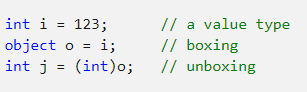 int i = 123;      // a value type
object o = i;     // boxing
int j = (int)o;   // unboxing